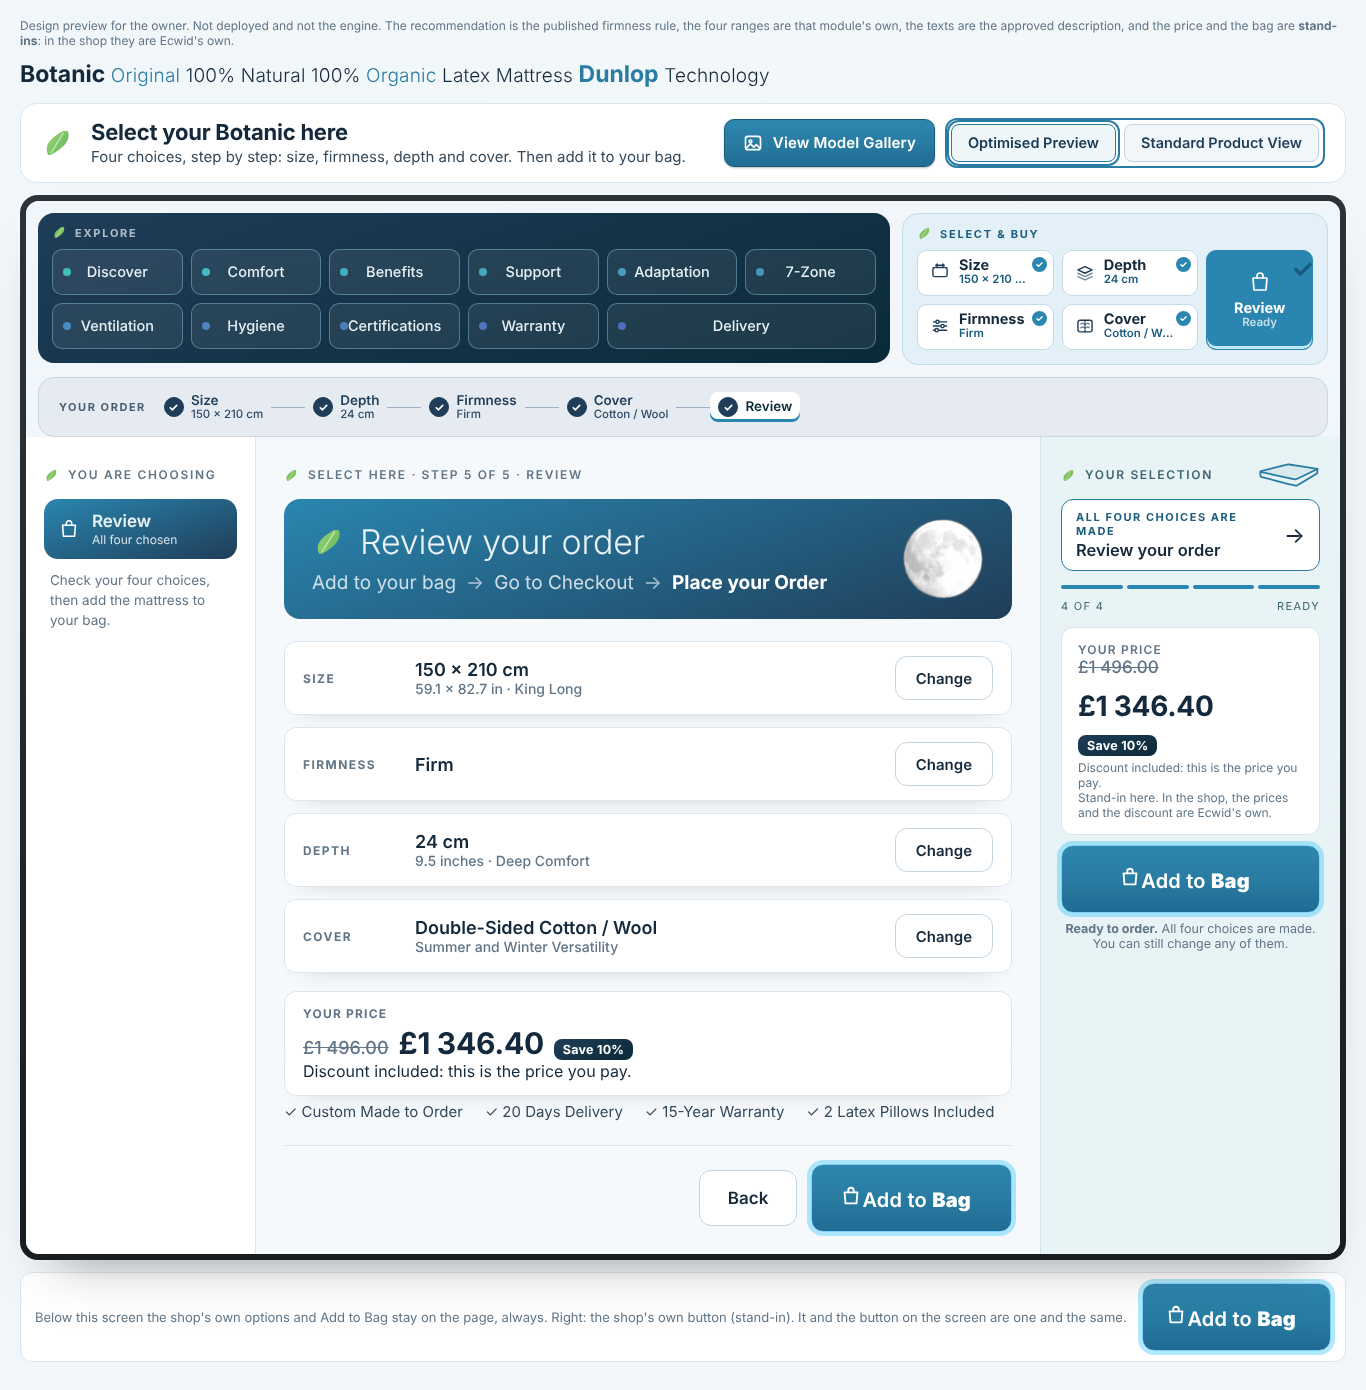 Design preview for the owner. Not deployed and not the engine. The recommendation is the published firmness rule, the four ranges are that module's own, the texts are the approved description, and the price and the bag are stand-
ins: in the shop they are Ecwid's own.
Botanic Original 100% Natural 100% Organic Latex Mattress Dunlop Technology
Select your Botanic here
Four choices, step by step: size, firmness, depth and cover. Then add it to your bag.
View Model Gallery
Optimised Preview
Standard Product View
EXPLORE
Discover
Comfort
Benefits
Support
Adaptation
7-Zone
Ventilation
Hygiene
Certifications
Warranty
Delivery
SELECT & BUY
Size
150 × 210 ...
Depth
24 cm
Firmness
Firm
Cover
Cotton / W...
Review
Ready
YOUR ORDER
Size
150 × 210 cm
Depth
24 cm
Firmness
Firm
Cover
Cotton / Wool
Review
YOU ARE CHOOSING
Review
All four chosen
Check your four choices,
then add the mattress to
your bag.
SELECT HERE · STEP 5 OF 5 · REVIEW
Review your order
Add to your bag → Go to Checkout → Place your Order
SIZE
150 × 210 cm
59.1 × 82.7 in · King Long
Change
FIRMNESS
Firm
Change
DEPTH
24 cm
9.5 inches · Deep Comfort
Change
COVER
Double-Sided Cotton / Wool
Summer and Winter Versatility
Change
YOUR PRICE
£1 496.00 £1 346.40 Save 10%
Discount included: this is the price you pay.
✓ Custom Made to Order ✓ 20 Days Delivery ✓ 15-Year Warranty ✓ 2 Latex Pillows Included
Back
Add to Bag
YOUR SELECTION
ALL FOUR CHOICES ARE
MADE
Review your order
4 OF 4
READY
YOUR PRICE
£1 496.00
£1 346.40
Save 10%
Discount included: this is the price you
pay.
Stand-in here. In the shop, the prices
and the discount are Ecwid's own.
Add to Bag
Ready to order. All four choices are made.
You can still change any of them.
Below this screen the shop's own options and Add to Bag stay on the page, always. Right: the shop's own button (stand-in). It and the button on the screen are one and the same.
Add to Bag